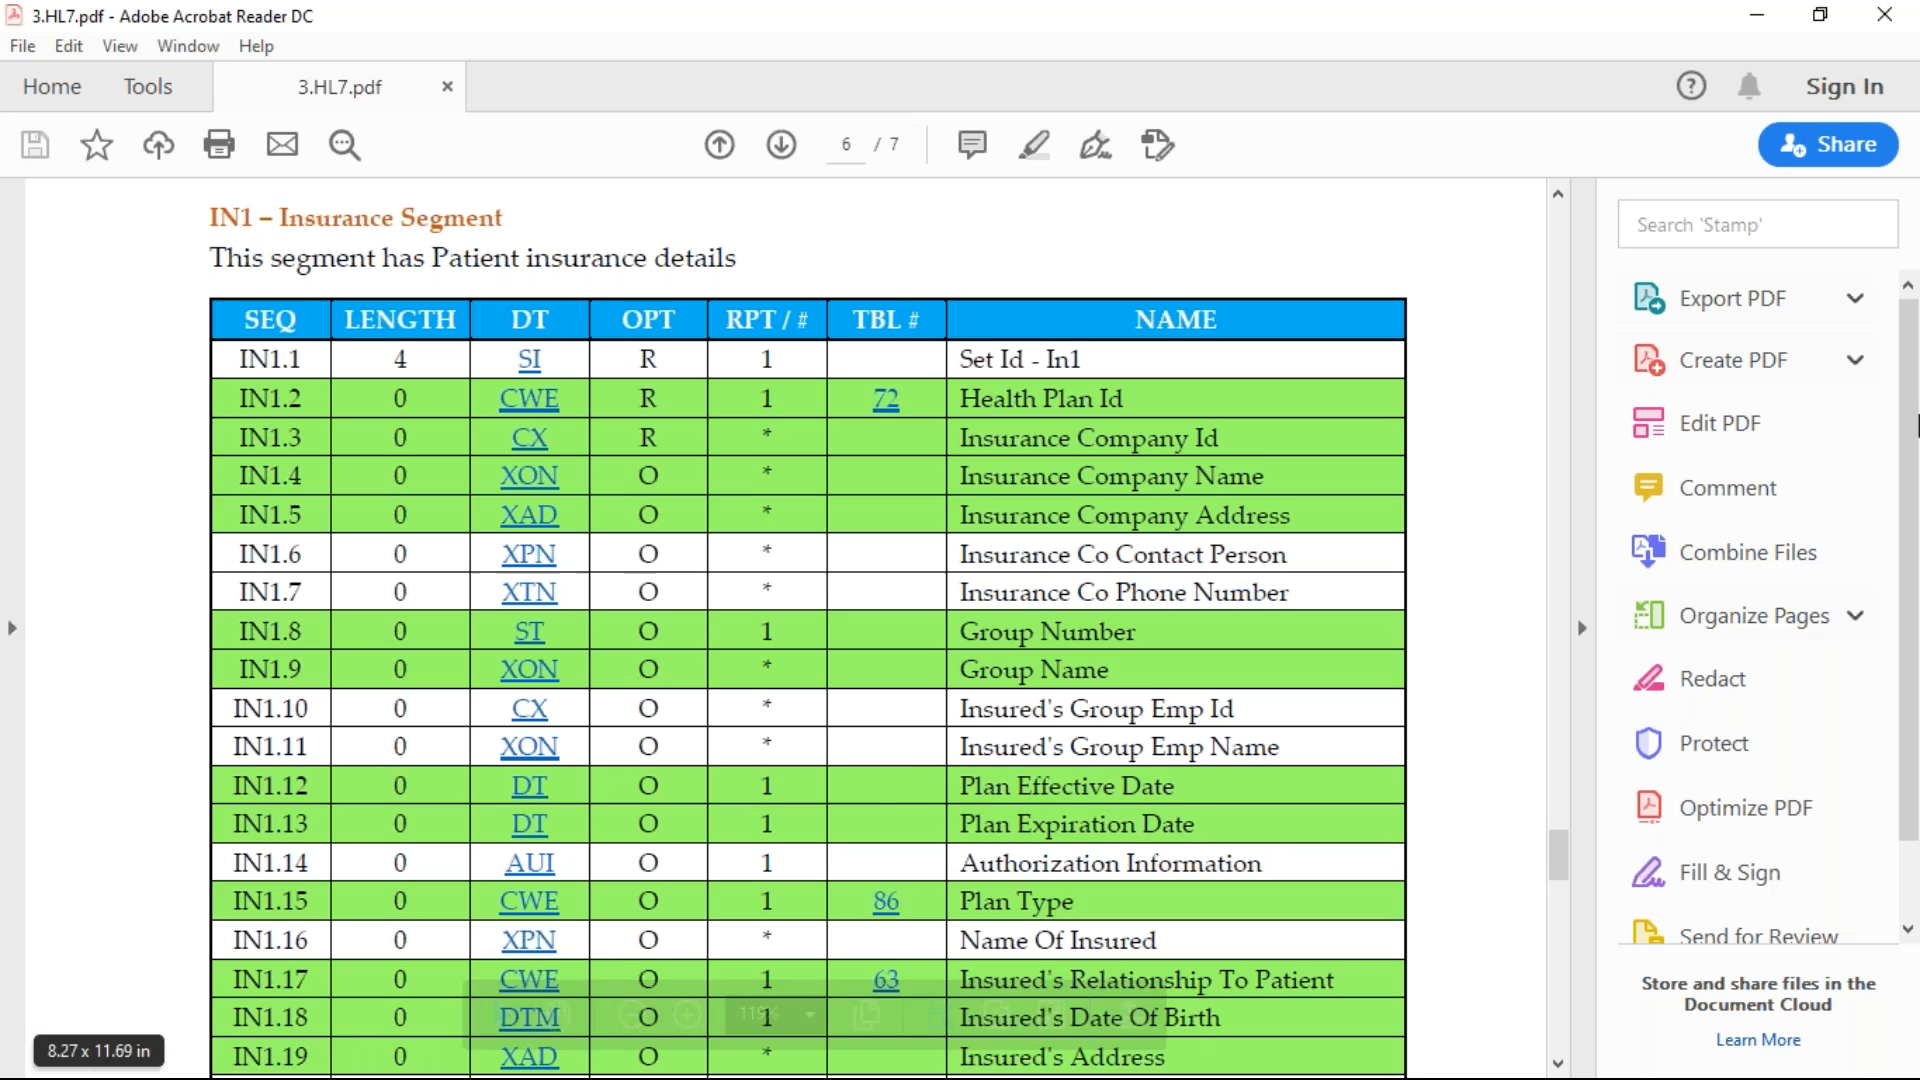 3.HL7.pdf - Adobe Acrobat Reader DC
File Edit View Window Help
Home Tools 3.HL7.pdf × Sign In
6 / 7 Share
IN1 – Insurance Segment
This segment has Patient insurance details
SEQ LENGTH DT OPT RPT / # TBL # NAME
IN1.1 4 SI R 1 Set Id - In1
IN1.2 0 CWE R 1 72 Health Plan Id
IN1.3 0 CX R * Insurance Company Id
IN1.4 0 XON O * Insurance Company Name
IN1.5 0 XAD O * Insurance Company Address
IN1.6 0 XPN O * Insurance Co Contact Person
IN1.7 0 XTN O * Insurance Co Phone Number
IN1.8 0 ST O 1 Group Number
IN1.9 0 XON O * Group Name
IN1.10 0 CX O * Insured's Group Emp Id
IN1.11 0 XON O * Insured's Group Emp Name
IN1.12 0 DT O 1 Plan Effective Date
IN1.13 0 DT O 1 Plan Expiration Date
IN1.14 0 AUI O 1 Authorization Information
IN1.15 0 CWE O 1 86 Plan Type
IN1.16 0 XPN O * Name Of Insured
IN1.17 0 CWE O 1 63 Insured's Relationship To Patient
IN1.18 0 DTM O 1 Insured's Date Of Birth
IN1.19 0 XAD O * Insured's Address
119%
8.27 x 11.69 in
Search 'Stamp'
Export PDF
Create PDF
Edit PDF
Comment
Combine Files
Organize Pages
Redact
Protect
Optimize PDF
Fill & Sign
Send for Review
Store and share files in the
Document Cloud
Learn More